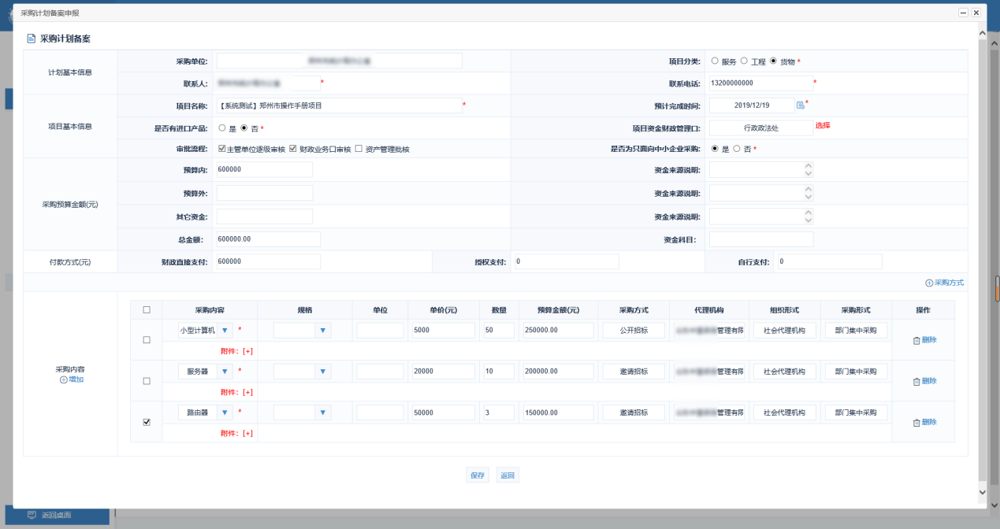 采购计划备案申报
采购计划备案
计划基本信息
采购单位:
项目分类: 服务 工程 货物 *
联系人: *
联系电话: 13200000000 *
项目基本信息
项目名称: 【系统测试】郑州市操作手册项目 *
预计完成时间: 2019/12/19 *
是否有进口产品: 是 否 *
项目资金财政管理口: 行政政法处 选择
审批流程: 主管单位逐级审核 财政业务口审核 资产管理批核
是否为只面向中小企业采购: 是 否 *
采购预算金额(元)
预算内: 600000
资金来源说明:
预算外:
资金来源说明:
其它资金:
资金来源说明:
总金额: 600000.00
资金科目:
付款方式(元)
财政直接支付: 600000
授权支付: 0
自行支付: 0
采购方式
采购内容
增加
采购内容 规格 单位 单价(元) 数量 预算金额(元) 采购方式 代理机构 组织形式 采购形式 操作
小型计算机 * 5000 50 250000.00 公开招标 管理有限 社会代理机构 部门集中采购 删除
附件: [+]
服务器 * 20000 10 200000.00 邀请招标 管理有限 社会代理机构 部门集中采购 删除
附件: [+]
路由器 * 50000 3 150000.00 邀请招标 管理有限 社会代理机构 部门集中采购 删除
附件: [+]
保存 返回
返回桌面